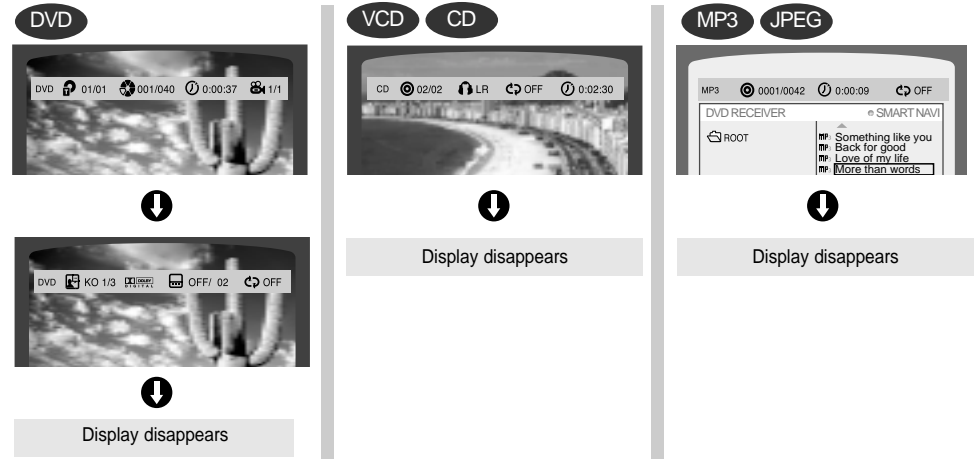 DVD
DVD 01/01 001/040 0:00:37 1/1
DVD KO 1/3 DOLBY DIGITAL OFF/ 02 OFF
Display disappears
VCD CD
CD 02/02 LR OFF 0:02:30
Display disappears
MP3 JPEG
MP3 0001/0042 0:00:09 OFF
DVD RECEIVER SMART NAVI
ROOT
Something like you
Back for good
Love of my life
More than words
Display disappears